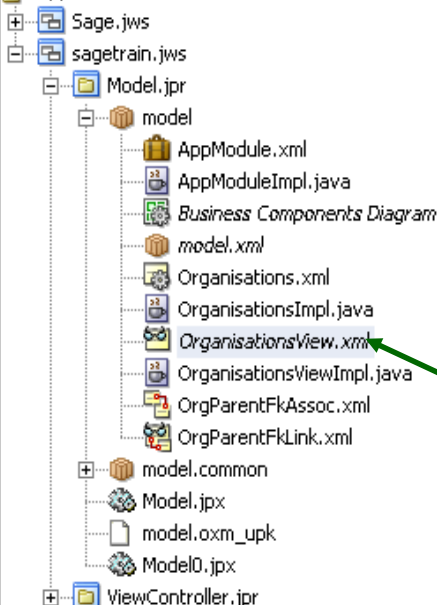 Sage.jws
sagetrain.jws
Model.jpr
model
AppModule.xml
AppModuleImpl.java
Business Components Diagram
model.xml
Organisations.xml
OrganisationsImpl.java
OrganisationsView.xml
OrganisationsViewImpl.java
OrgParentFkAssoc.xml
OrgParentFkLink.xml
model.common
Model.jpx
model.oxm_upk
Model0.jpx
ViewController.jpr